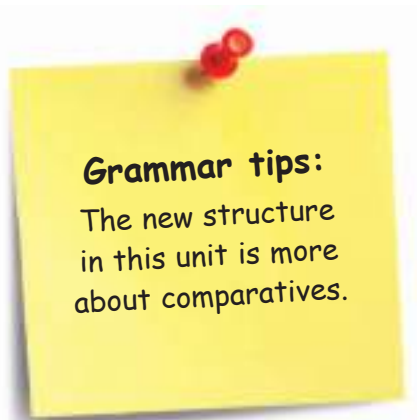 Grammar tips:
The new structure
in this unit is more
about comparatives.